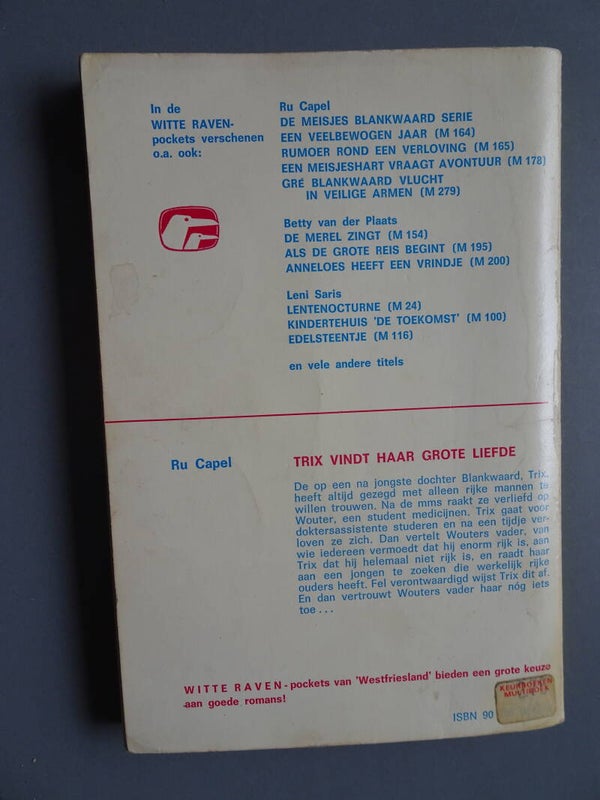 In de
WITTE RAVEN-
pockets verschenen
o.a. ook:
Ru Capel
DE MEISJES BLANKWAARD SERIE
EEN VEELBEWOGEN JAAR (M 164)
RUMOER ROND EEN VERLOVING (M 165)
EEN MEISJESHART VRAAGT AVONTUUR (M 178)
GRÉ BLANKWAARD VLUCHT
IN VEILIGE ARMEN (M 279)
Betty van der Plaats
DE MEREL ZINGT (M 154)
ALS DE GROTE REIS BEGINT (M 195)
ANNELOES HEEFT EEN VRINDJE (M 200)
Leni Saris
LENTENOCTURNE (M 24)
KINDERTEHUIS 'DE TOEKOMST' (M 100)
EDELSTEENTJE (M 116)
en vele andere titels
Ru Capel
TRIX VINDT HAAR GROTE LIEFDE
De op een na jongste dochter Blankwaard, Trix,
heeft altijd gezegd met alleen rijke mannen te
willen trouwen. Na de mms raakt ze verliefd op
Wouter, een student medicijnen. Trix gaat voor
doktersassistente studeren en na een tijdje ver-
loven ze zich. Dan vertelt Wouters vader, van
wie iedereen vermoedt dat hij enorm rijk is, aan
Trix dat hij helemaal niet rijk is, en raadt haar
aan een jongen te zoeken die werkelijk rijke
ouders heeft. Fel verontwaardigd wijst Trix dit af.
En dan vertrouwt Wouters vader haar nóg iets
toe...
WITTE RAVEN-pockets van 'Westfriesland' bieden een grote keuze
aan goede romans!
KEURBOEKEN
MULTIBOEK
ISBN 90